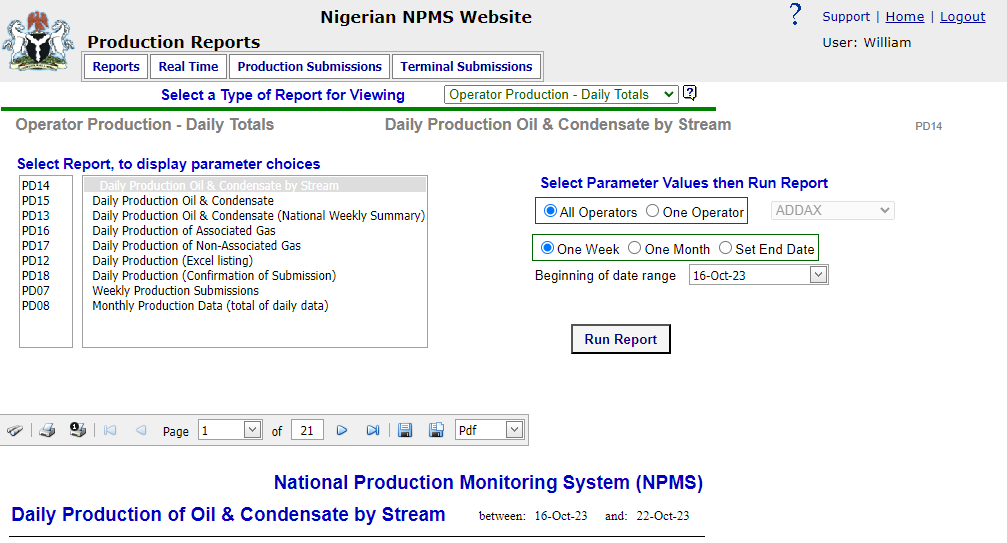 Nigerian NPMS Website
? Support | Home | Logout
User: William
Production Reports
Reports Real Time Production Submissions Terminal Submissions
Select a Type of Report for Viewing Operator Production - Daily Totals ?
Operator Production - Daily Totals Daily Production Oil & Condensate by Stream PD14
Select Report, to display parameter choices
PD14 Daily Production Oil & Condensate by Stream
PD15 Daily Production Oil & Condensate
PD13 Daily Production Oil & Condensate (National Weekly Summary)
PD16 Daily Production of Associated Gas
PD17 Daily Production of Non-Associated Gas
PD12 Daily Production (Excel listing)
PD18 Daily Production (Confirmation of Submission)
PD07 Weekly Production Submissions
PD08 Monthly Production Data (total of daily data)
Select Parameter Values then Run Report
All Operators One Operator ADDAX
One Week One Month Set End Date
Beginning of date range 16-Oct-23
Run Report
1 Page 1 of 21 Pdf
National Production Monitoring System (NPMS)
Daily Production of Oil & Condensate by Stream between: 16-Oct-23 and: 22-Oct-23